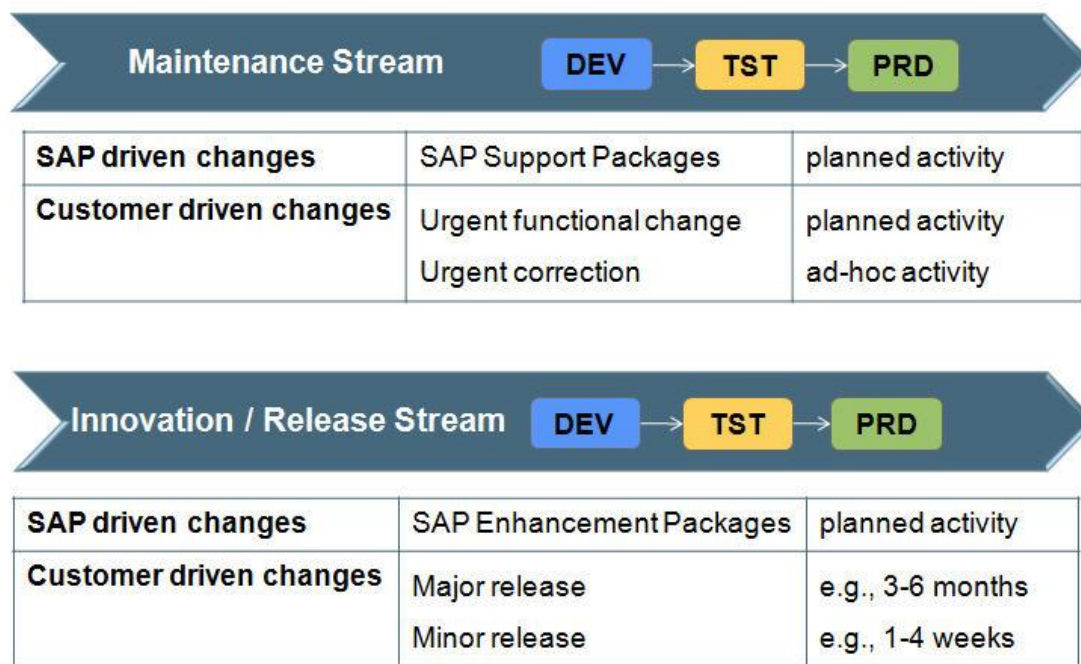 Maintenance Stream DEV TST PRD
SAP driven changes SAP Support Packages planned activity
Customer driven changes Urgent functional change planned activity
Urgent correction ad-hoc activity
Innovation / Release Stream DEV TST PRD
SAP driven changes SAP Enhancement Packages planned activity
Customer driven changes Major release e.g., 3-6 months
Minor release e.g., 1-4 weeks